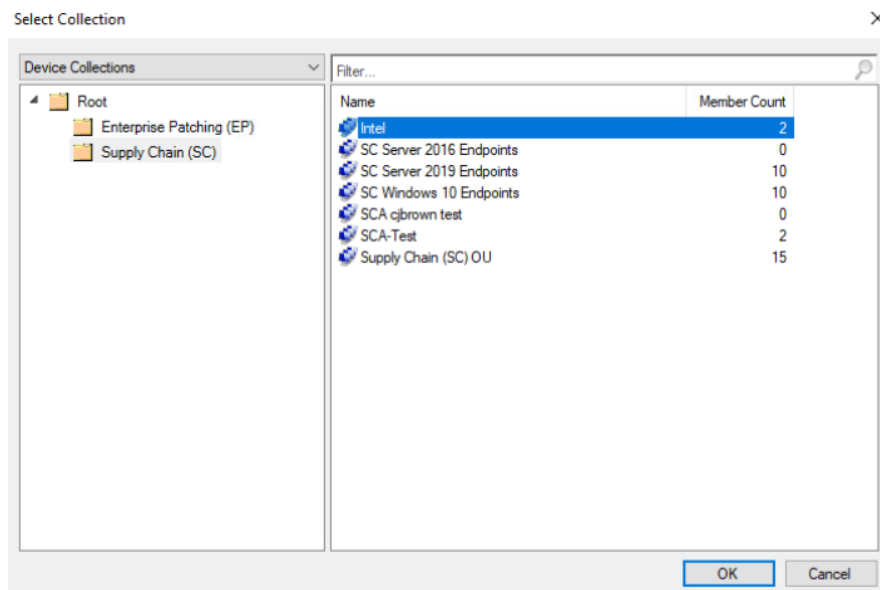 Select Collection
Device Collections
Filter...
Root
Enterprise Patching (EP)
Supply Chain (SC)
Name Member Count
Intel 2
SC Server 2016 Endpoints 0
SC Server 2019 Endpoints 10
SC Windows 10 Endpoints 10
SCA cjbrown test 0
SCA-Test 2
Supply Chain (SC) OU 15
OK Cancel